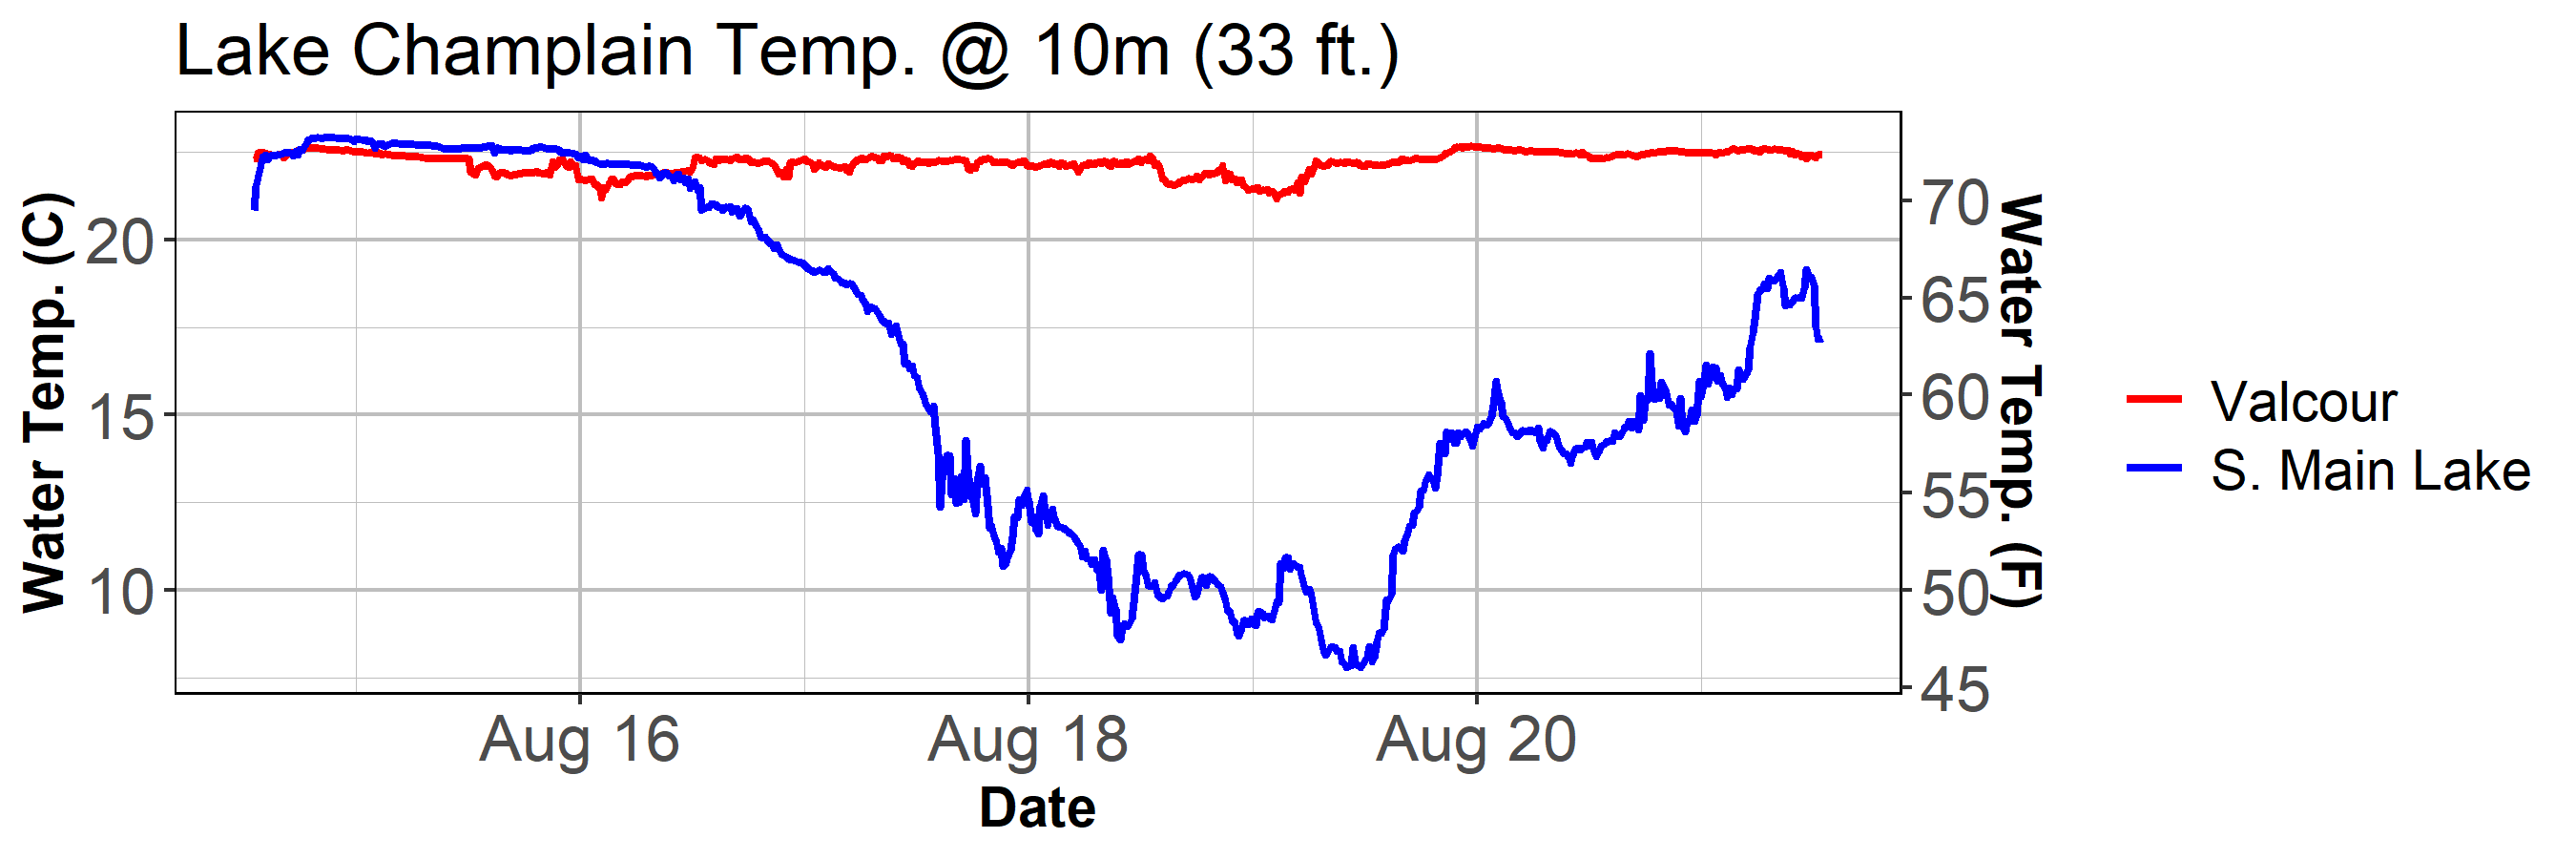 Lake Champlain Temp. @ 10m (33 ft.)
Water Temp. (C)
20
15
10
70
65
60
55
50
45
Water Temp. (F)
Aug 16
Aug 18
Aug 20
Date
Valcour
S. Main Lake